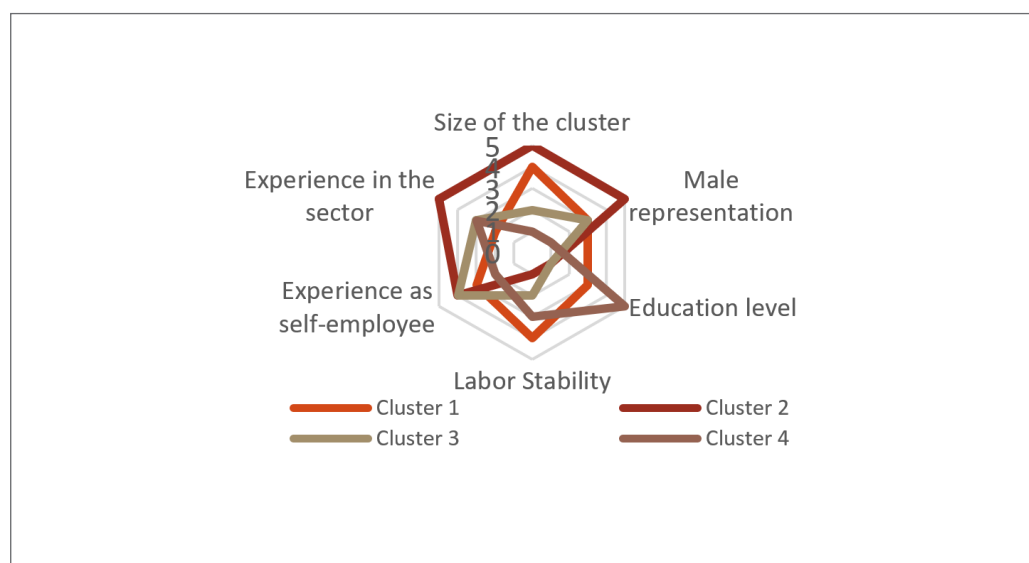 Size of the cluster
5
4
3
2
1
0
Experience in the
sector
Male
representation
Experience as
self-employee
Education level
Labor Stability
Cluster 1
Cluster 2
Cluster 3
Cluster 4